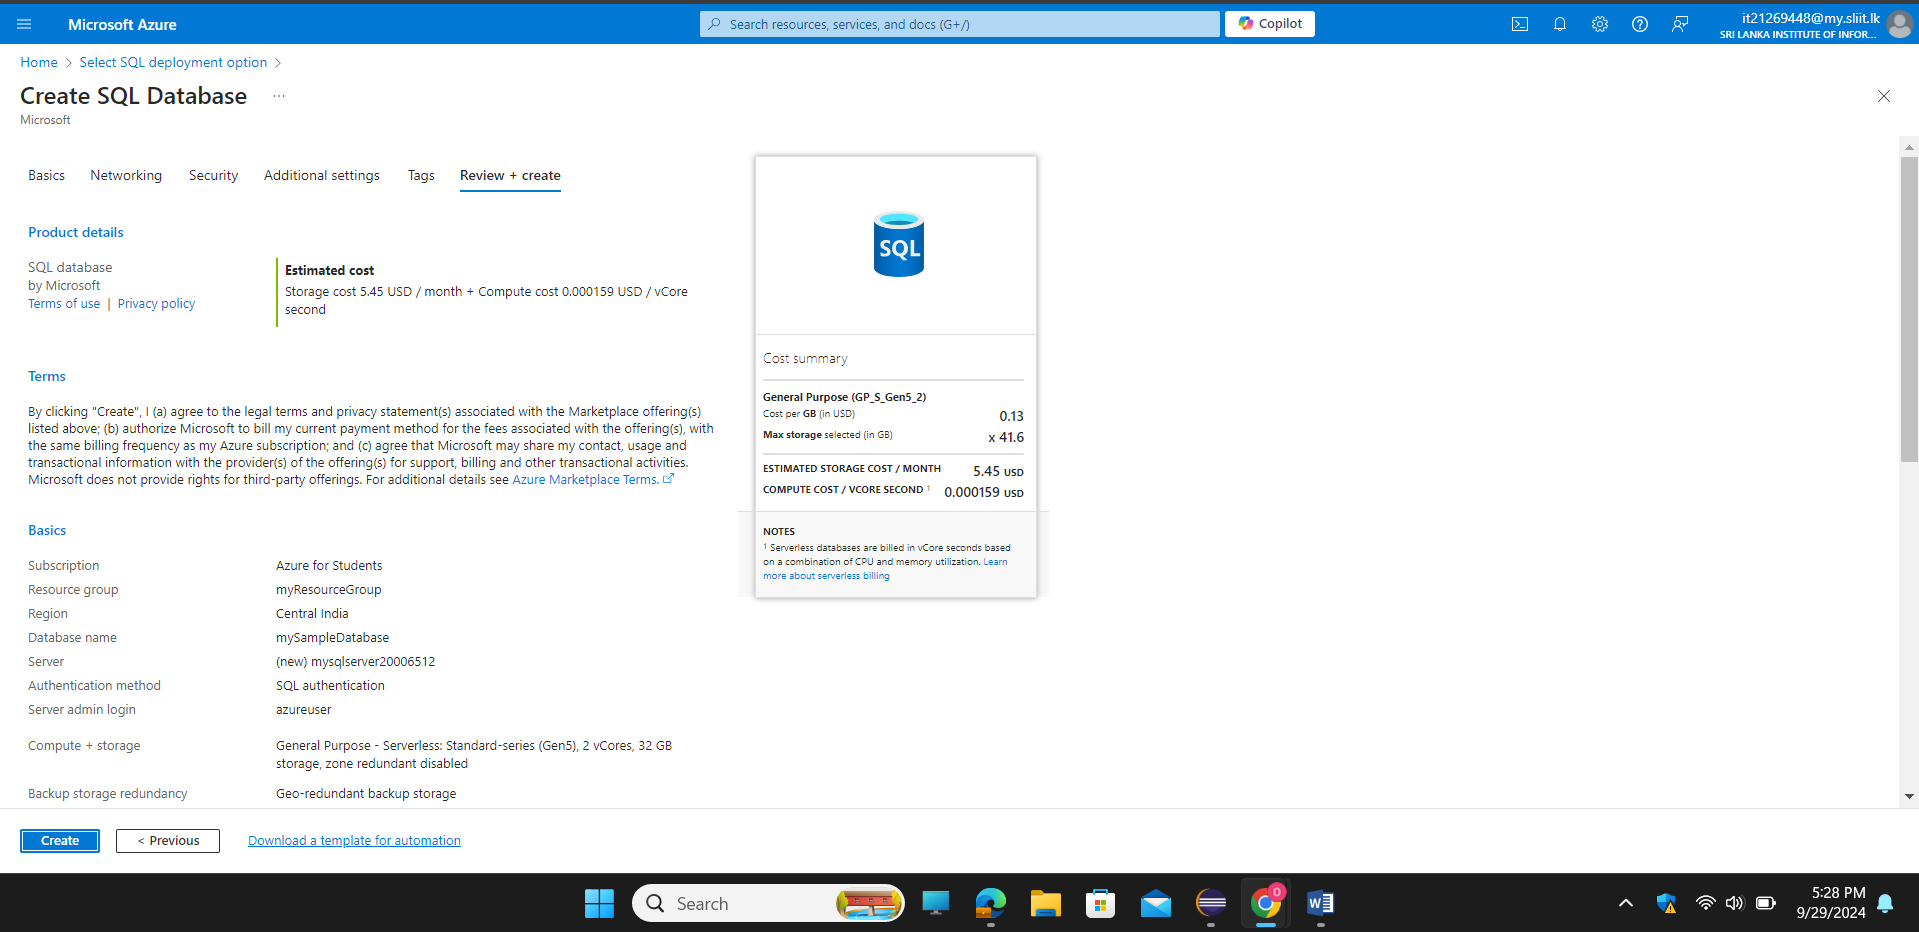 Microsoft Azure
Search resources, services, and docs (G+/)
Copilot
it21269448@my.sliit.lk
SRI LANKA INSTITUTE OF INFOR...
Home > Select SQL deployment option >
Create SQL Database ...
Microsoft
Basics Networking Security Additional settings Tags Review + create
Product details
SQL database
by Microsoft
Terms of use | Privacy policy
Estimated cost
Storage cost 5.45 USD / month + Compute cost 0.000159 USD / vCore
second
Terms
By clicking "Create", I (a) agree to the legal terms and privacy statement(s) associated with the Marketplace offering(s)
listed above; (b) authorize Microsoft to bill my current payment method for the fees associated with the offering(s), with
the same billing frequency as my Azure subscription; and (c) agree that Microsoft may share my contact, usage and
transactional information with the provider(s) of the offering(s) for support, billing and other transactional activities.
Microsoft does not provide rights for third-party offerings. For additional details see Azure Marketplace Terms.
Basics
Subscription Azure for Students
Resource group myResourceGroup
Region Central India
Database name mySampleDatabase
Server (new) mysqlserver20006512
Authentication method SQL authentication
Server admin login azureuser
Compute + storage General Purpose - Serverless: Standard-series (Gen5), 2 vCores, 32 GB
storage, zone redundant disabled
Backup storage redundancy Geo-redundant backup storage
SQL
Cost summary
General Purpose (GP_S_Gen5_2)
Cost per GB (in USD) 0.13
Max storage selected (in GB) x 41.6
ESTIMATED STORAGE COST / MONTH 5.45 USD
COMPUTE COST / VCORE SECOND 1 0.000159 USD
NOTES
1 Serverless databases are billed in vCore seconds based
on a combination of CPU and memory utilization. Learn
more about serverless billing
Create < Previous Download a template for automation
Search
0
W
5:28 PM
9/29/2024